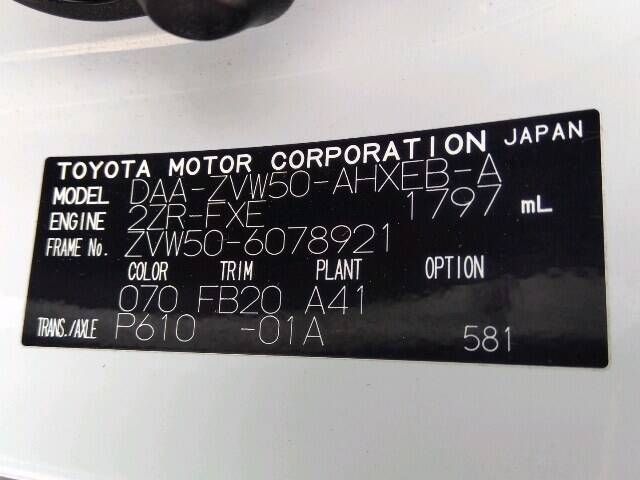 TOYOTA MOTOR CORPORATION JAPAN
MODEL DAA-ZVW50-AHXEB-A
ENGINE 2ZR-FXE 1797 mL
FRAME No. ZVW50-6078921
COLOR TRIM PLANT OPTION
070 FB20 A41
TRANS./AXLE P610 -01A 581